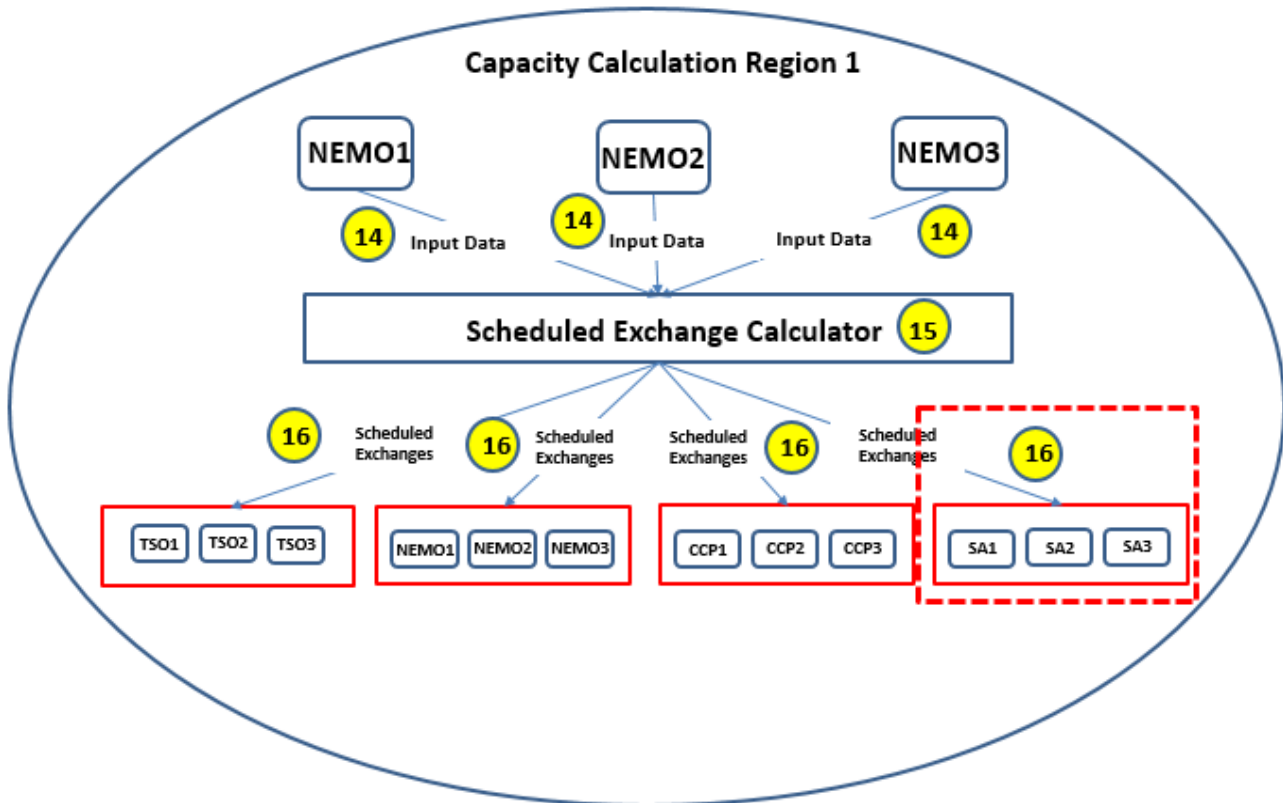 Capacity Calculation Region 1
NEMO1
NEMO2
NEMO3
14
Input Data
14
Input Data
Input Data
14
Scheduled Exchange Calculator
15
16
Scheduled
Exchanges
16
Scheduled
Exchanges
Scheduled
Exchanges
16
Scheduled
Exchanges
16
TSO1
TSO2
TSO3
NEMO1
NEMO2
NEMO3
CCP1
CCP2
CCP3
SA1
SA2
SA3